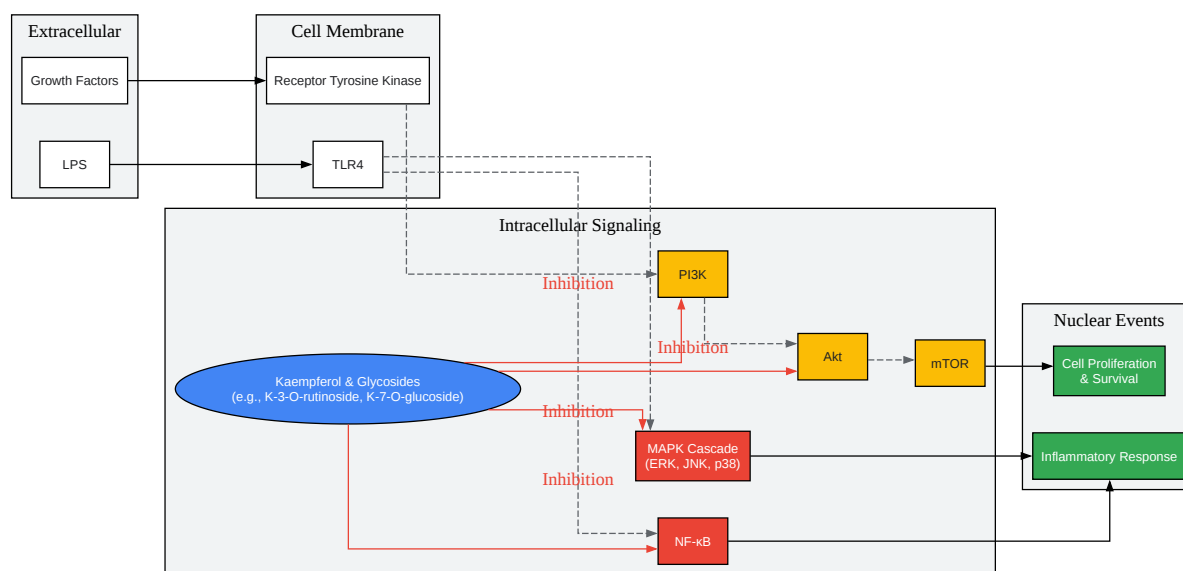 Extracellular
Cell Membrane
Growth Factors
Receptor Tyrosine Kinase
LPS
TLR4
Intracellular Signaling
PI3K
Inhibition
Nuclear Events
Inhibition
Akt
mTOR
Cell Proliferation
& Survival
Kaempferol & Glycosides
(e.g., K-3-O-rutinoside, K-7-O-glucoside)
Inhibition
MAPK Cascade
(ERK, JNK, p38)
Inflammatory Response
Inhibition
NF-κB